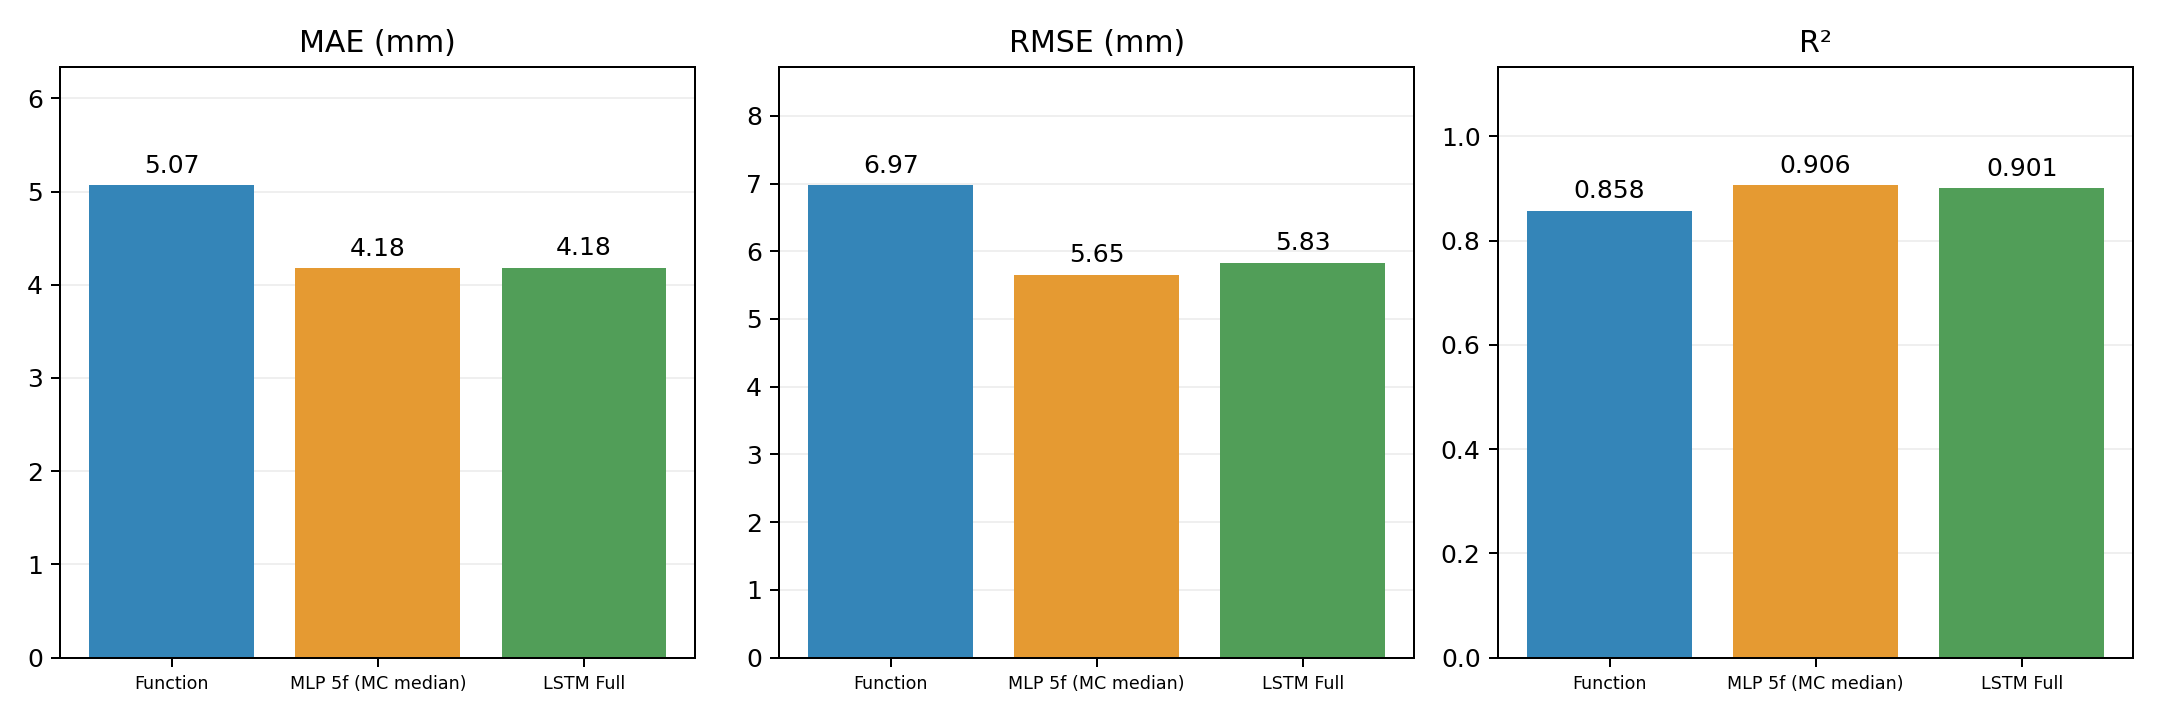 MAE (mm)
6
5
4
3
2
1
0
5.07
4.18
4.18
Function
MLP 5f (MC median)
LSTM Full
RMSE (mm)
8
7
6
5
4
3
2
1
0
6.97
5.65
5.83
Function
MLP 5f (MC median)
LSTM Full
R²
1.0
0.8
0.6
0.4
0.2
0.0
0.858
0.906
0.901
Function
MLP 5f (MC median)
LSTM Full